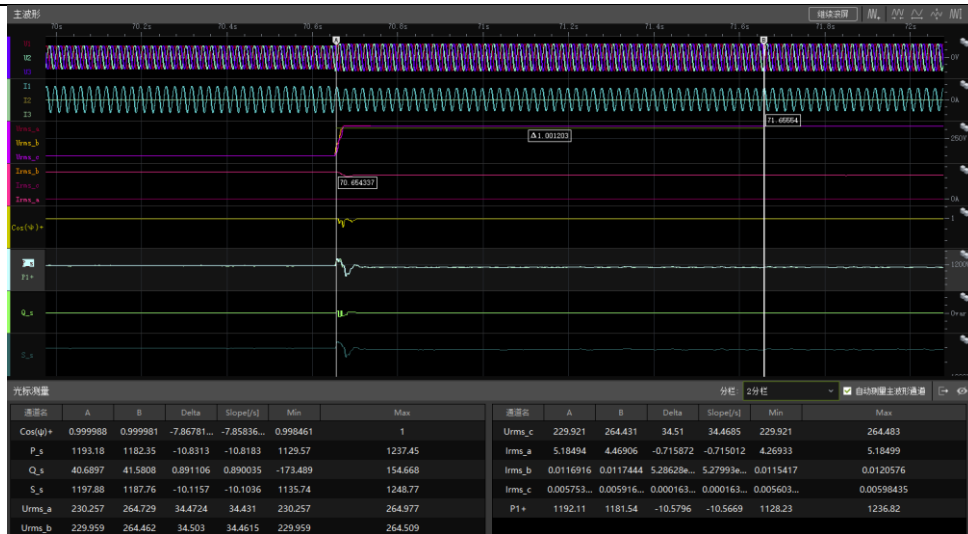 主波形
继续滚屏
70s 70.2s 70.4s 70.6s 70.8s 71s 71.2s 71.4s 71.6s 71.8s 72s
A B
U1
U2
U3
0V
I1
I2
I3
0A
71.65554
Urms_a
Urms_b
Urms_c
Δ1.001203
250V
Irms_b
Irms_c
Irms_a
70.654337
0A
Cos(ψ)+
1
P_s
P1+
Q_s
0var
S_s
光标测量
分栏: 2分栏
自动测量主波形通道
通道名 A B Delta Slope[/s] Min Max
Cos(ψ)+ 0.999988 0.999981 -7.86781... -7.85836... 0.998461 1
P_s 1193.18 1182.35 -10.8313 -10.8183 1129.57 1237.45
Q_s 40.6897 41.5808 0.891106 0.890035 -173.489 154.668
S_s 1197.88 1187.76 -10.1157 -10.1036 1135.74 1248.77
Urms_a 230.257 264.729 34.4724 34.431 230.257 264.977
Urms_b 229.959 264.462 34.503 34.4615 229.959 264.509
通道名 A B Delta Slope[/s] Min Max
Urms_c 229.921 264.431 34.51 34.4685 229.921 264.483
Irms_a 5.18494 4.46906 -0.715872 -0.715012 4.26933 5.18499
Irms_b 0.0116916 0.0117444 5.28628e... 5.27993e... 0.0115417 0.0120576
Irms_c 0.005753... 0.005916... 0.000163... 0.000163... 0.005603... 0.00598435
P1+ 1192.11 1181.54 -10.5796 -10.5669 1128.23 1236.82